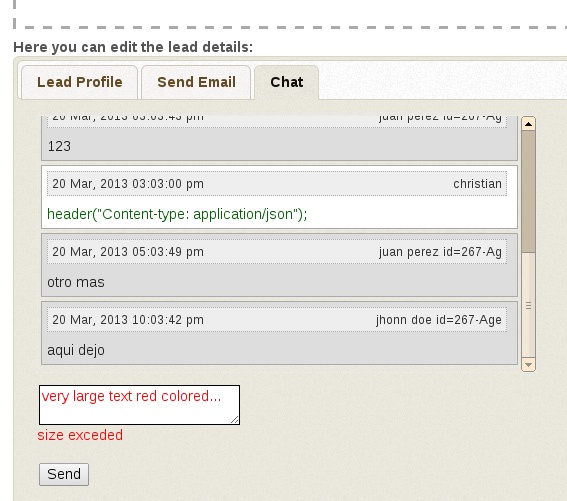 Here you can edit the lead details:
Lead Profile Send Email Chat
20 Mar, 2013 03:03:43 pm juan perez id=267-Ag
123
20 Mar, 2013 03:03:00 pm christian
header("Content-type: application/json");
20 Mar, 2013 05:03:49 pm juan perez id=267-Ag
otro mas
20 Mar, 2013 10:03:42 pm jhonn doe id=267-Age
aqui dejo
very large text red colored...
size exceded
Send